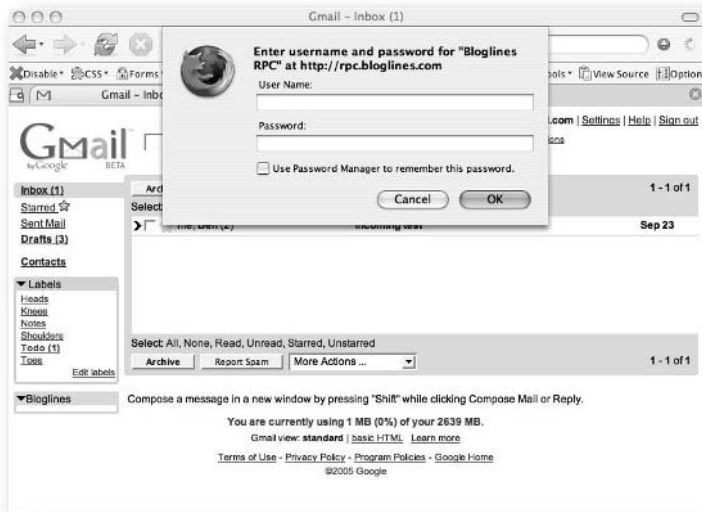 Gmail – Inbox (1)
Enter username and password for "Bloglines
RPC" at http://rpc.bloglines.com
User Name:
Password:
Use Password Manager to remember this password.
Cancel OK
Disable CSS Forms
View Source Option
Gmail – Inbo
.com | Settings | Help | Sign out
GMail
by Google BETA
Inbox (1)
Starred
Sent Mail
Drafts (3)
Contacts
Labels
Heads
Knees
Notes
Shoulders
Todo (1)
Toes
Edit labels
Bloglines
Arc
1 - 1 of 1
Select
me, Ben (2) incoming test Sep 23
Select: All, None, Read, Unread, Starred, Unstarred
Archive Report Spam More Actions ... 1 - 1 of 1
Compose a message in a new window by pressing "Shift" while clicking Compose Mail or Reply.
You are currently using 1 MB (0%) of your 2639 MB.
Gmail view: standard | basic HTML Learn more
Terms of Use - Privacy Policy - Program Policies - Google Home
©2005 Google